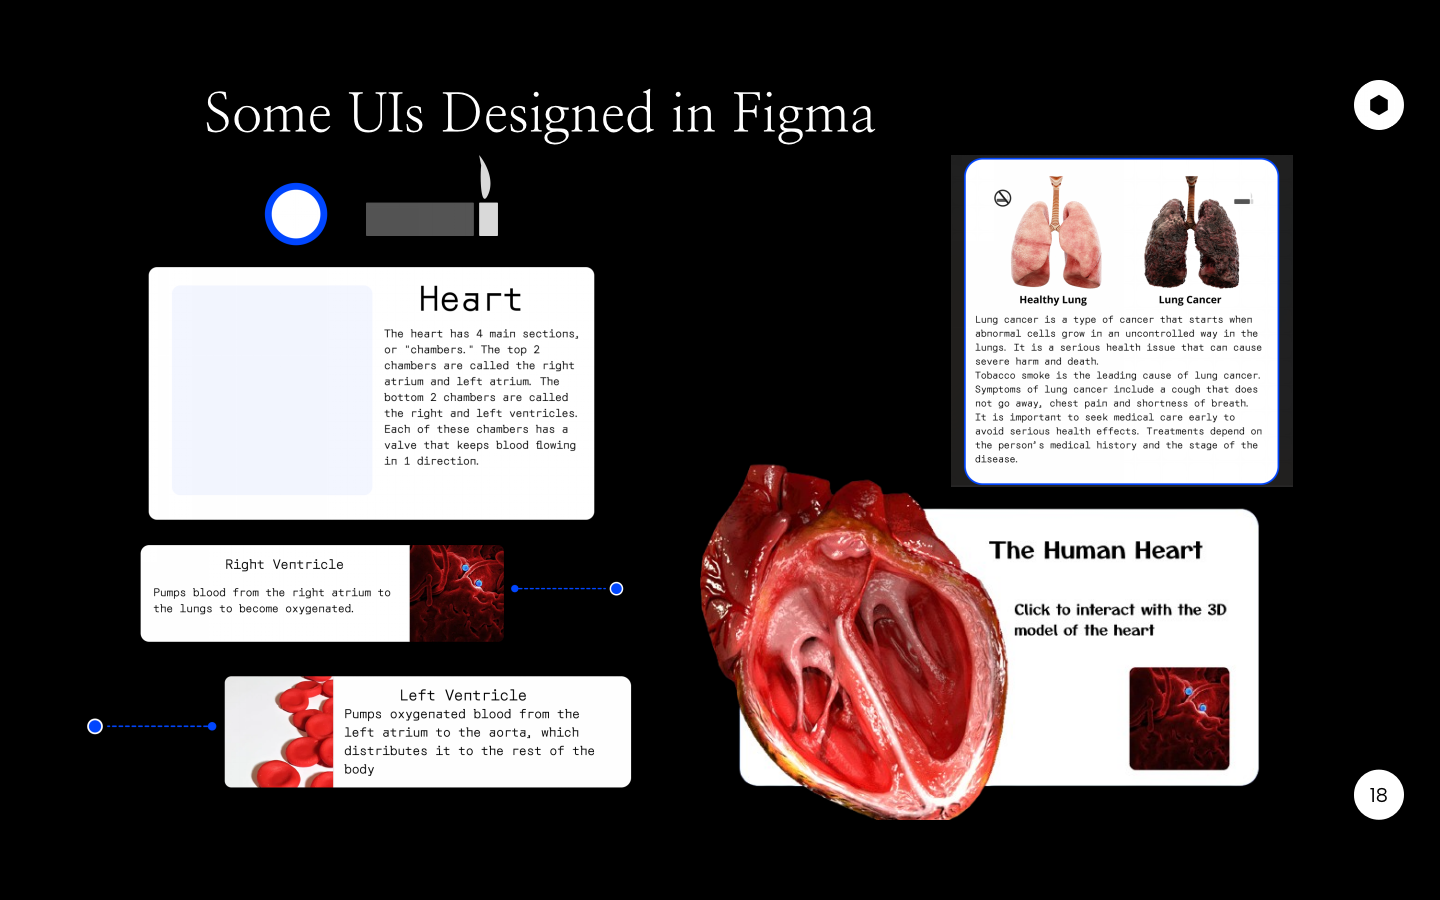 Some UIs Designed in Figma
Heart
The heart has 4 main sections,
or "chambers." The top 2
chambers are called the right
atrium and left atrium. The
bottom 2 chambers are called
the right and left ventricles.
Each of these chambers has a
valve that keeps blood flowing
in 1 direction.
Right Ventricle
Pumps blood from the right atrium to
the lungs to become oxygenated.
Left Ventricle
Pumps oxygenated blood from the
left atrium to the aorta, which
distributes it to the rest of the
body
Healthy Lung
Lung Cancer
Lung cancer is a type of cancer that starts when
abnormal cells grow in an uncontrolled way in the
lungs. It is a serious health issue that can cause
severe harm and death.
Tobacco smoke is the leading cause of lung cancer.
Symptoms of lung cancer include a cough that does
not go away, chest pain and shortness of breath.
It is important to seek medical care early to
avoid serious health effects. Treatments depend on
the person’s medical history and the stage of the
disease.
The Human Heart
Click to interact with the 3D
model of the heart
18